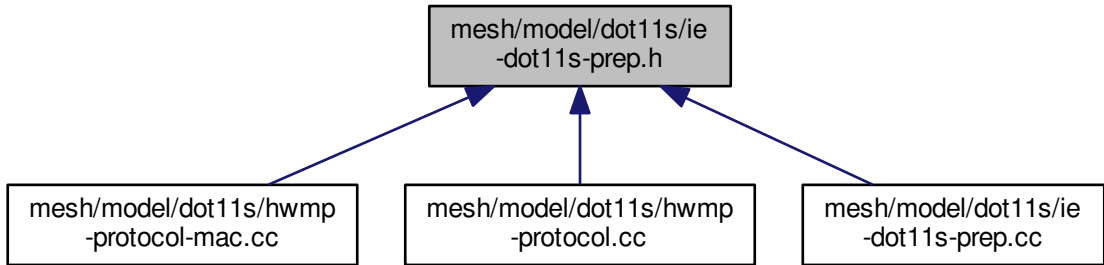 mesh/model/dot11s/ie
-dot11s-prep.h
mesh/model/dot11s/hwmp
-protocol-mac.cc
mesh/model/dot11s/hwmp
-protocol.cc
mesh/model/dot11s/ie
-dot11s-prep.cc